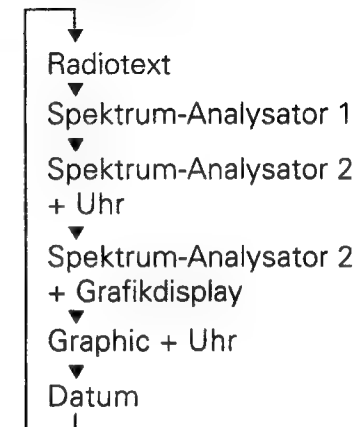 Radiotext
Spektrum-Analysator 1
Spektrum-Analysator 2
+ Uhr
Spektrum-Analysator 2
+ Grafikdisplay
Graphic + Uhr
Datum